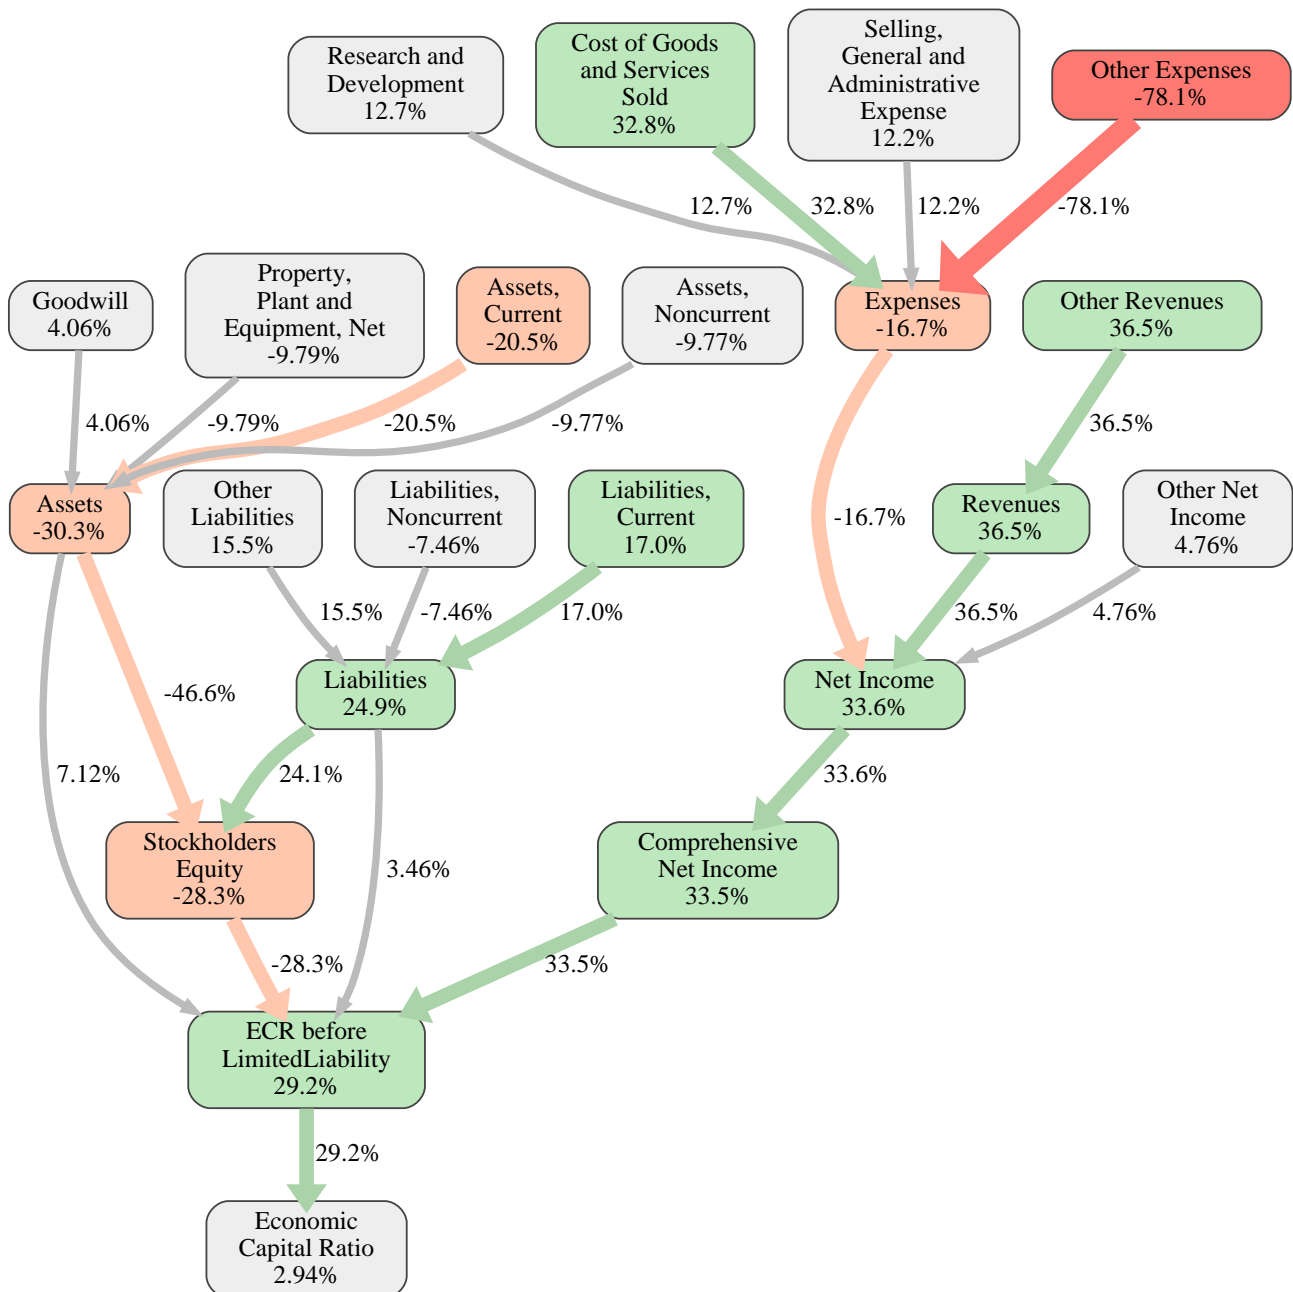 Research and
Development
12.7%
Cost of Goods
and Services
Sold
32.8%
Selling,
General and
Administrative
Expense
12.2%
Other Expenses
-78.1%
12.7%
32.8%
12.2%
-78.1%
Goodwill
4.06%
Property,
Plant and
Equipment, Net
-9.79%
Assets,
Current
-20.5%
Assets,
Noncurrent
-9.77%
Expenses
-16.7%
Other Revenues
36.5%
4.06%
-9.79%
-20.5%
-9.77%
36.5%
Assets
-30.3%
Other
Liabilities
15.5%
Liabilities,
Noncurrent
-7.46%
Liabilities,
Current
17.0%
-16.7%
Revenues
36.5%
Other Net
Income
4.76%
15.5%
-7.46%
17.0%
36.5%
4.76%
-46.6%
Liabilities
24.9%
Net Income
33.6%
7.12%
24.1%
33.6%
Stockholders
Equity
-28.3%
3.46%
Comprehensive
Net Income
33.5%
-28.3%
33.5%
ECR before
LimitedLiability
29.2%
29.2%
Economic
Capital Ratio
2.94%